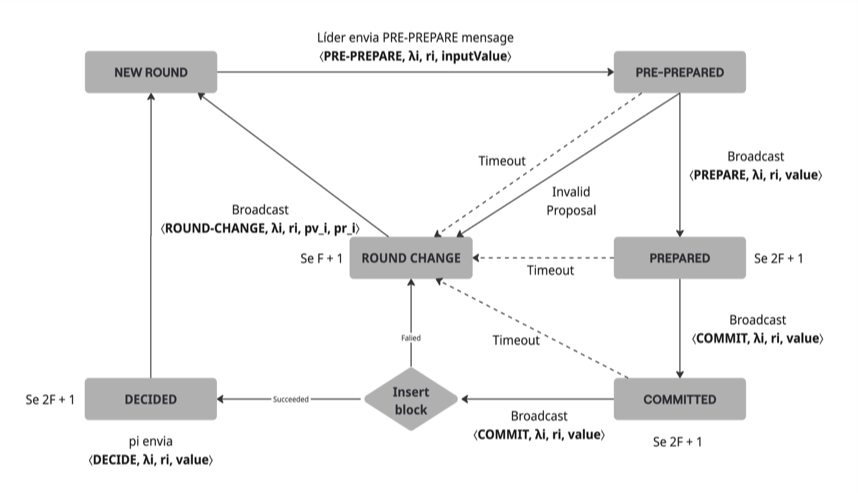 Líder envia PRE-PREPARE message
⟨PRE-PREPARE, λi, ri, inputValue⟩
NEW ROUND
PRE-PREPARED
Timeout
Broadcast
⟨PREPARE, λi, ri, value⟩
Invalid
Proposal
Broadcast
⟨ROUND-CHANGE, λi, ri, pv_i, pr_i⟩
Se F + 1
ROUND CHANGE
Timeout
PREPARED
Se 2F + 1
Broadcast
⟨COMMIT, λi, ri, value⟩
Failed
Timeout
Se 2F + 1
DECIDED
Succeeded
Insert
block
COMMITTED
Broadcast
⟨COMMIT, λi, ri, value⟩
Se 2F + 1
pi envia
⟨DECIDE, λi, ri, value⟩